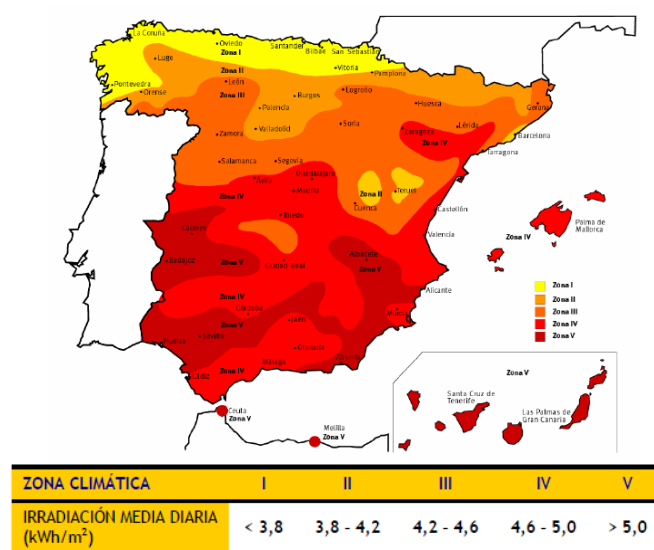 La Coruña
Oviedo
Santander
Bilbao
San Sebastián
Zona I
Lugo
Vitoria
Pamplona
Zona II
León
Pontevedra
Orense
Zona III
Burgos
Logroño
Huesca
Gerona
Palencia
Valladolid
Soria
Zaragoza
Lérida
Barcelona
Zamora
Zona IV
Tarragona
Salamanca
Segovia
Ávila
Guadalajara
Madrid
Zona II
Teruel
Zona IV
Cuenca
Toledo
Castellón
Palma de
Mallorca
Cáceres
Valencia
Zona IV
Badajoz
Zona V
Ciudad Real
Albacete
Zona V
Alicante
Zona I
Zona II
Zona III
Zona IV
Zona V
Zona IV
Córdoba
Murcia
Zona V
Jaén
Huelva
Sevilla
Granada
Almería
Málaga
Cádiz
Zona IV
Zona V
Santa Cruz de
Tenerife
Las Palmas de
Gran Canaria
Ceuta
Zona V
Melilla
Zona V
ZONA CLIMÁTICA I II III IV V
IRRADIACIÓN MEDIA DIARIA
(kWh/m²) < 3,8 3,8 - 4,2 4,2 - 4,6 4,6 - 5,0 > 5,0